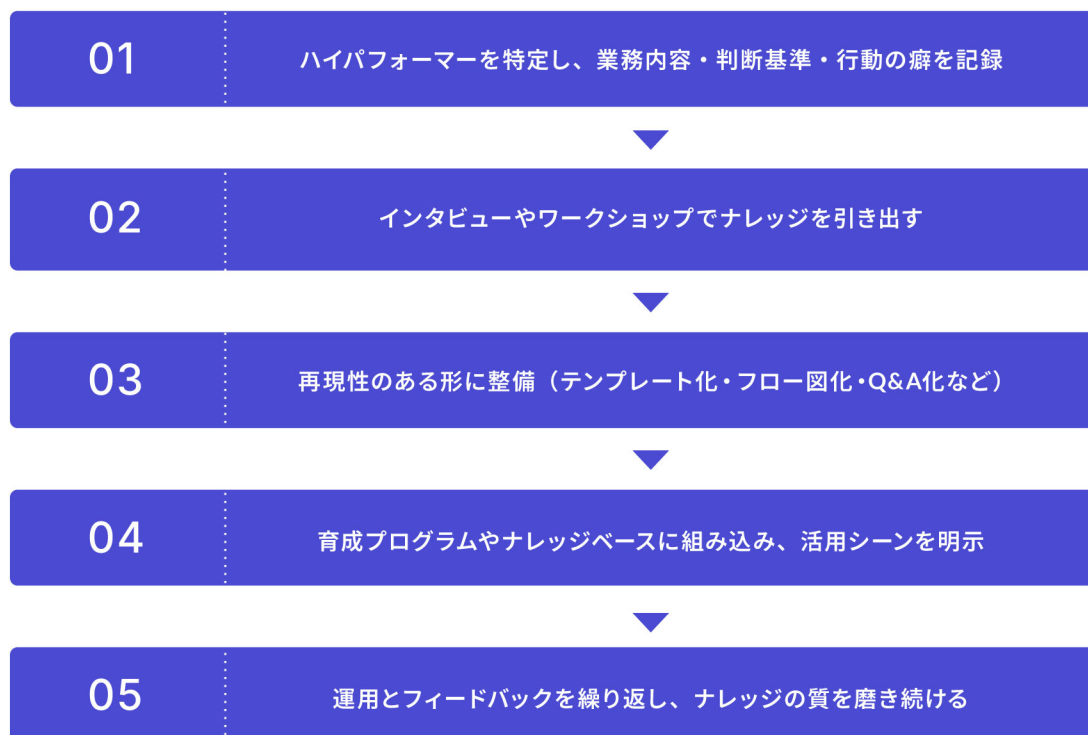 01
ハイパフォーマーを特定し、業務内容・判断基準・行動の癖を記録
02
インタビューやワークショップでナレッジを引き出す
03
再現性のある形に整備（テンプレート化・フロー図化・Q&A化など）
04
育成プログラムやナレッジベースに組み込み、活用シーンを明示
05
運用とフィードバックを繰り返し、ナレッジの質を磨き続ける